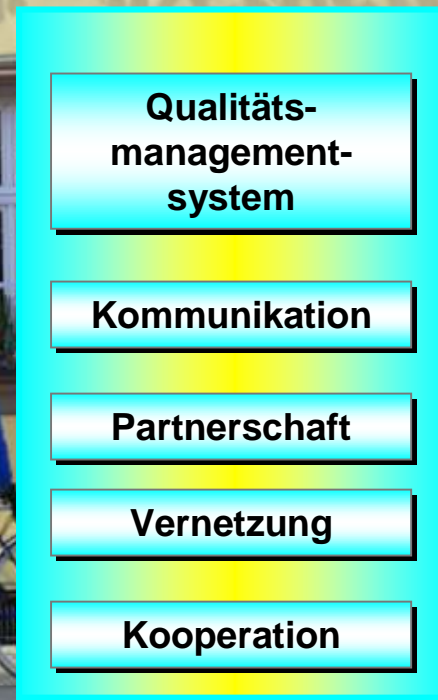 Qualitäts-
management-
system
Kommunikation
Partnerschaft
Vernetzung
Kooperation